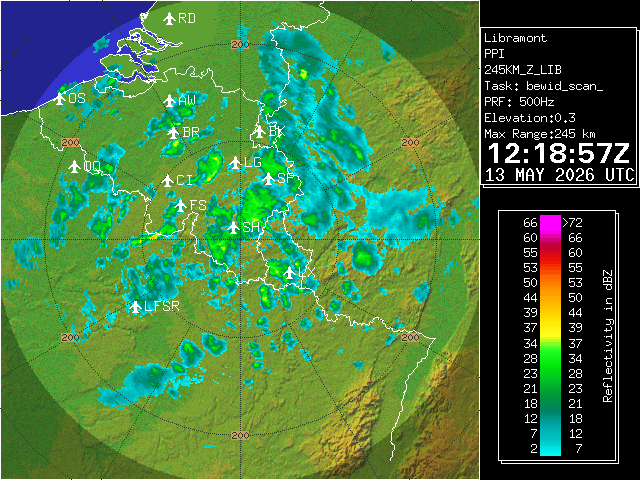 RD
200
OS
AW
BR
BK
200
200
OO
LG
CI
SP
FS
SH
LX
LFSR
200
200
200
Libramont
PPI
245KM_Z_LIB
Task: bewid_scan_
PRF: 500Hz
Elevation:0.3
Max Range:245 km
12:18:57Z
13 MAY 2026 UTC
66 >72
60 66
55 60
53 55
50 53
44 50
39 44
37 39
34 37
28 34
23 28
21 23
18 21
12 18
7 12
2 7
Reflectivity in dBZ